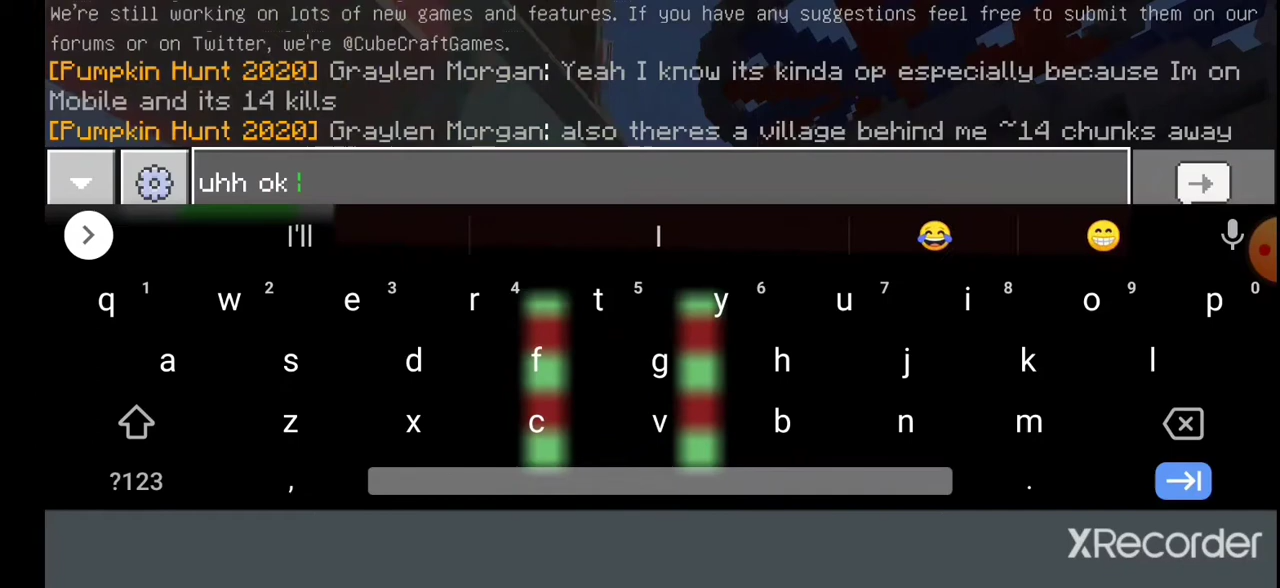 We're still working on lots of new games and features. If you have any suggestions feel free to submit them on our
forums or on Twitter, we're @CubeCraftGames.
[Pumpkin Hunt 2020] Graylen Morgan: Yeah I know its kinda op especially because Im on
Mobile and its 14 kills
[Pumpkin Hunt 2020] Graylen Morgan: also theres a village behind me ~14 chunks away
uhh ok
I'll I 😂 😁
q 1 w 2 e 3 r 4 t 5 y 6 u 7 i 8 o 9 p 0
a s d f g h j k l
z x c v b n m
?123 , .
XRecorder